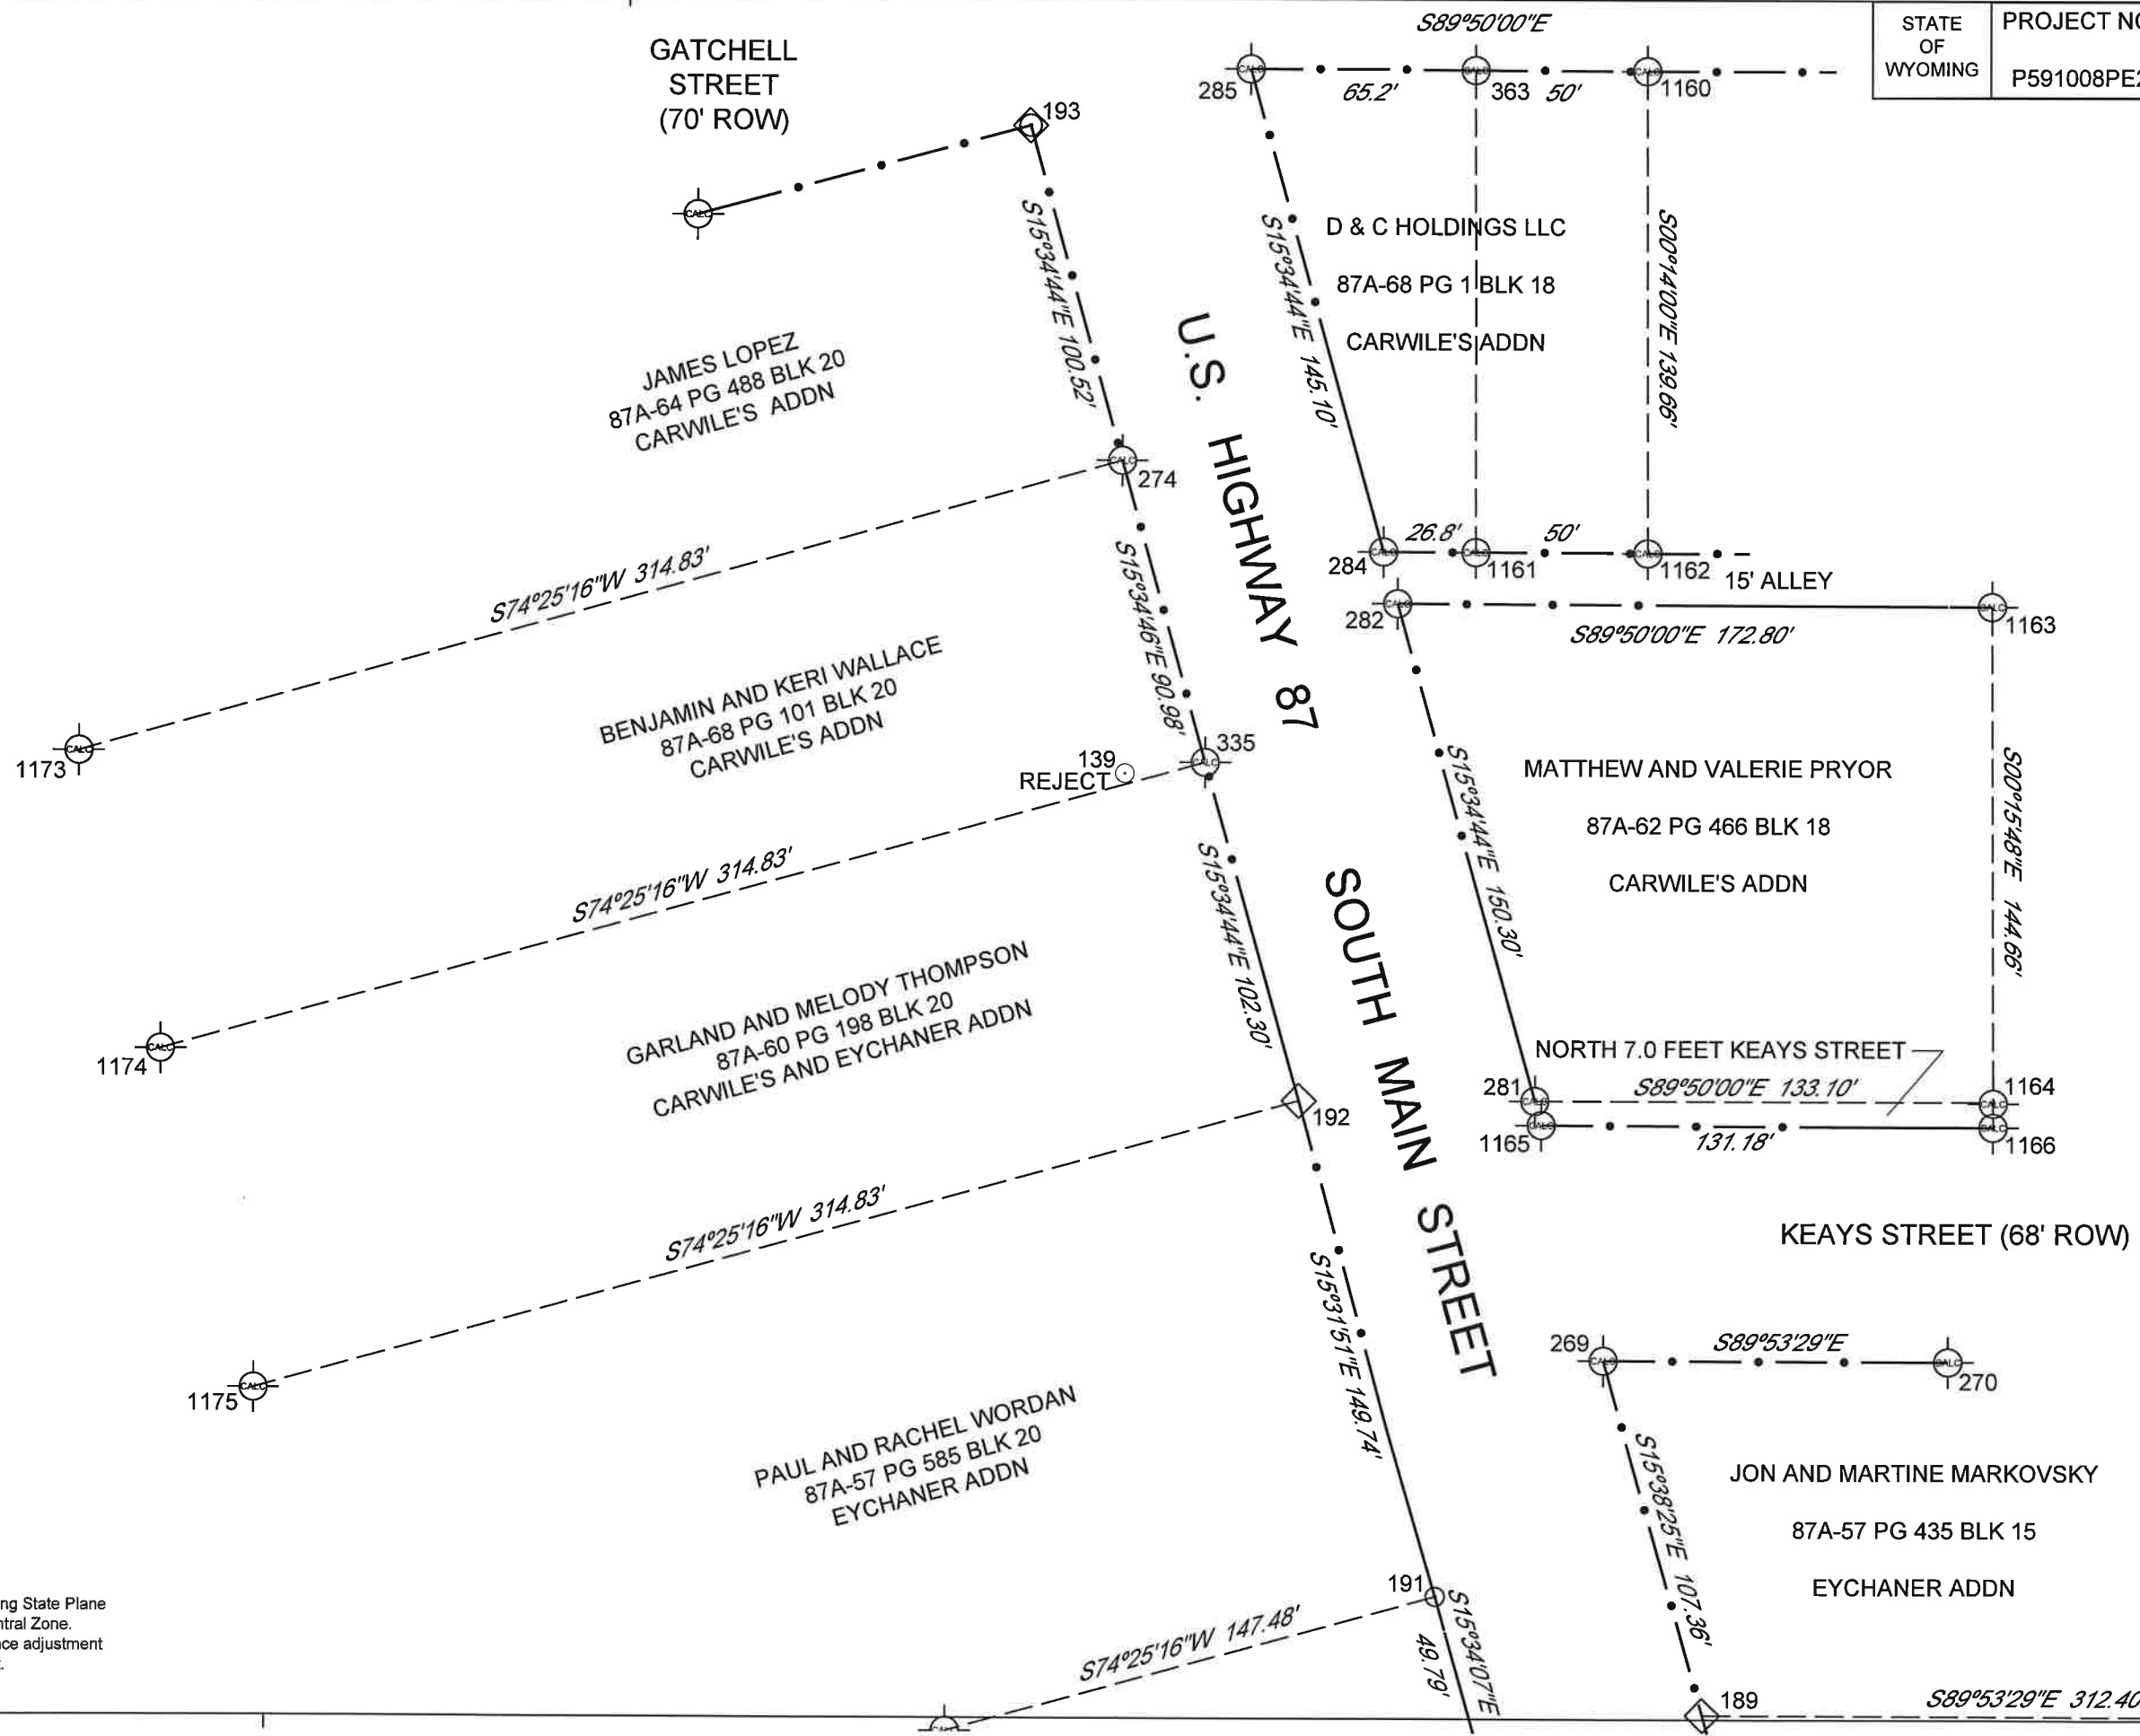 S89°50'00"E
STATE
OF
WYOMING
PROJECT NO
P591008PE2
GATCHELL
STREET
(70' ROW)
193
285
65.2'
363
50'
1160
S15°34'44"E 100.52'
S15°34'44"E 145.10'
D & C HOLDINGS LLC
87A-68 PG 1 BLK 18
CARWILE'S ADDN
S00°14'00"E 139.66'
JAMES LOPEZ
87A-64 PG 488 BLK 20
CARWILE'S ADDN
U.S. HIGHWAY 87
274
S74°25'16"W 314.83'
S15°34'46"E 90.98'
284
26.8'
1161
50'
1162
15' ALLEY
282
S89°50'00"E 172.80'
1163
1173
BENJAMIN AND KERI WALLACE
87A-68 PG 101 BLK 20
CARWILE'S ADDN
139
REJECT
335
S15°34'44"E 150.30'
MATTHEW AND VALERIE PRYOR
87A-62 PG 466 BLK 18
CARWILE'S ADDN
S00°15'48"E 144.66'
S74°25'16"W 314.83'
S15°34'44"E 102.30'
SOUTH MAIN STREET
1174
GARLAND AND MELODY THOMPSON
87A-60 PG 198 BLK 20
CARWILE'S AND EYCHANER ADDN
NORTH 7.0 FEET KEAYS STREET
281
S89°50'00"E 133.10'
1164
192
1165
131.18'
1166
S74°25'16"W 314.83'
S15°31'51"E 149.74'
KEAYS STREET (68' ROW)
1175
269
S89°53'29"E
270
PAUL AND RACHEL WORDAN
87A-57 PG 585 BLK 20
EYCHANER ADDN
S15°38'25"E 107.36'
JON AND MARTINE MARKOVSKY
87A-57 PG 435 BLK 15
EYCHANER ADDN
191
S74°25'16"W 147.48'
S15°34'07"E
49.79'
189
S89°53'29"E 312.40
ng State Plane
ntral Zone.
ce adjustment